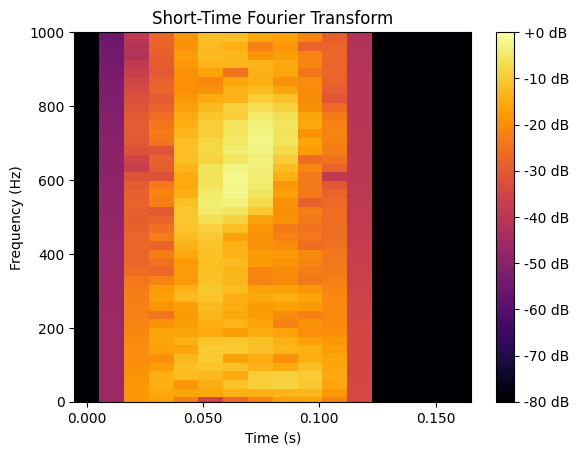 Short-Time Fourier Transform
1000
800
600
400
200
0
Frequency (Hz)
0.000
0.050
0.100
0.150
Time (s)
+0 dB
-10 dB
-20 dB
-30 dB
-40 dB
-50 dB
-60 dB
-70 dB
-80 dB